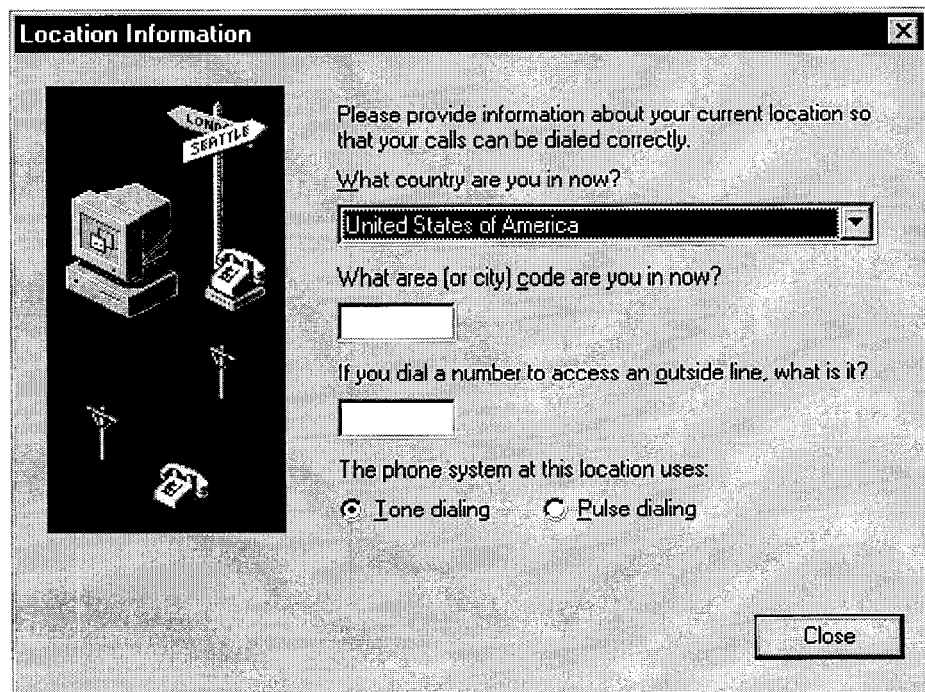 Location Information
LONDO
SEATTLE
Please provide information about your current location so
that your calls can be dialed correctly.
What country are you in now?
United States of America
What area (or city) code are you in now?
If you dial a number to access an outside line, what is it?
The phone system at this location uses:
Tone dialing Pulse dialing
Close